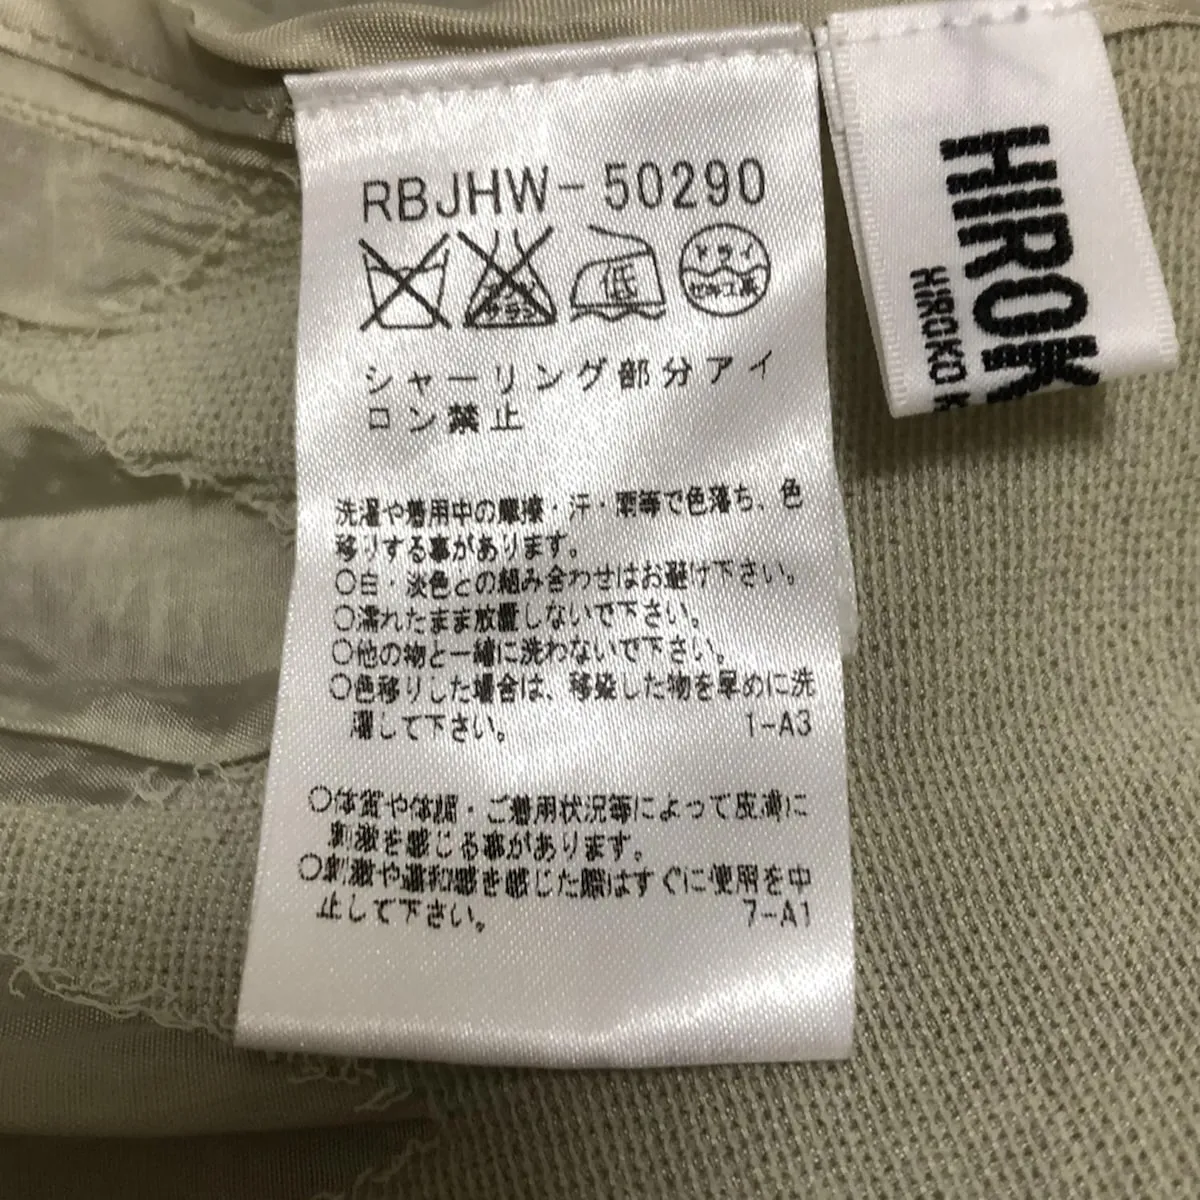 RBJHW-50290
エンソサラシ
低
ドライ
セキユ系
シャーリング部分アイ
ロン禁止
洗濯や着用中の摩擦・汗・雨等で色落ち、色
移りする事があります。
○白・淡色との組み合わせはお避け下さい。
○濡れたまま放置しないで下さい。
○他の物と一緒に洗わないで下さい。
○色移りした場合は、移染した物を早めに洗
濯して下さい。
1-A3
○体質や体調・ご着用状況等によって皮膚に
刺激を感じる事があります。
○刺激や違和感を感じた際はすぐに使用を中
止して下さい。
7-A1
HIROK
HIROKO K